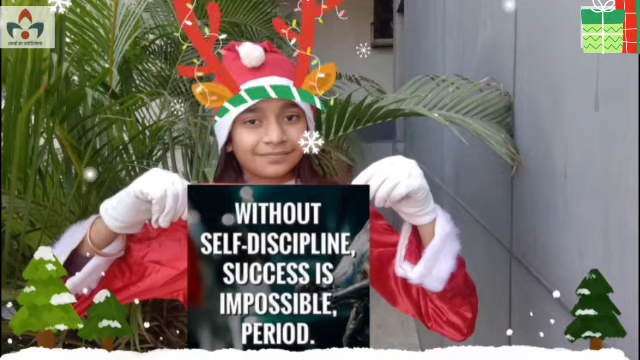 WITHOUT
SELF-DISCIPLINE,
SUCCESS IS
IMPOSSIBLE,
PERIOD.